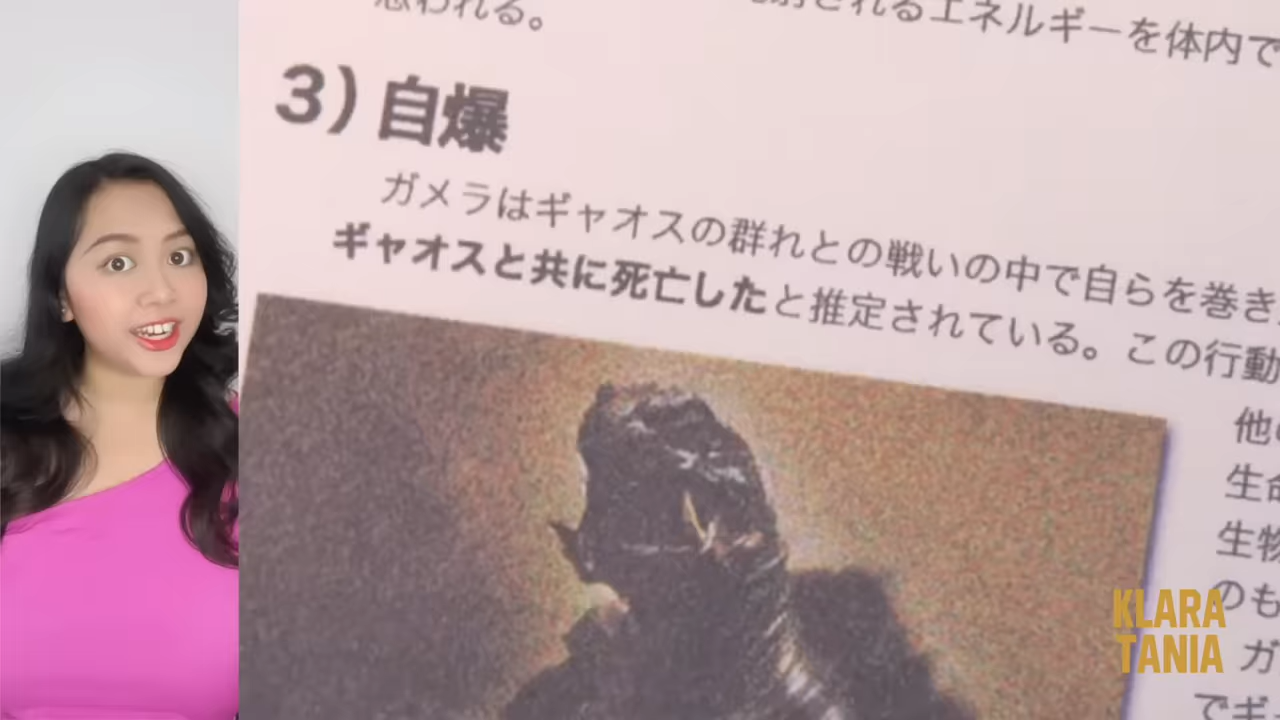 思われる。
されるエネルギーを体内で
3) 自爆
ガメラはギャオスの群れとの戦いの中で自らを巻き
ギャオスと共に死亡したと推定されている。この行動
他
生命
生物
のも
ガ
でギ
KLARA
TANIA